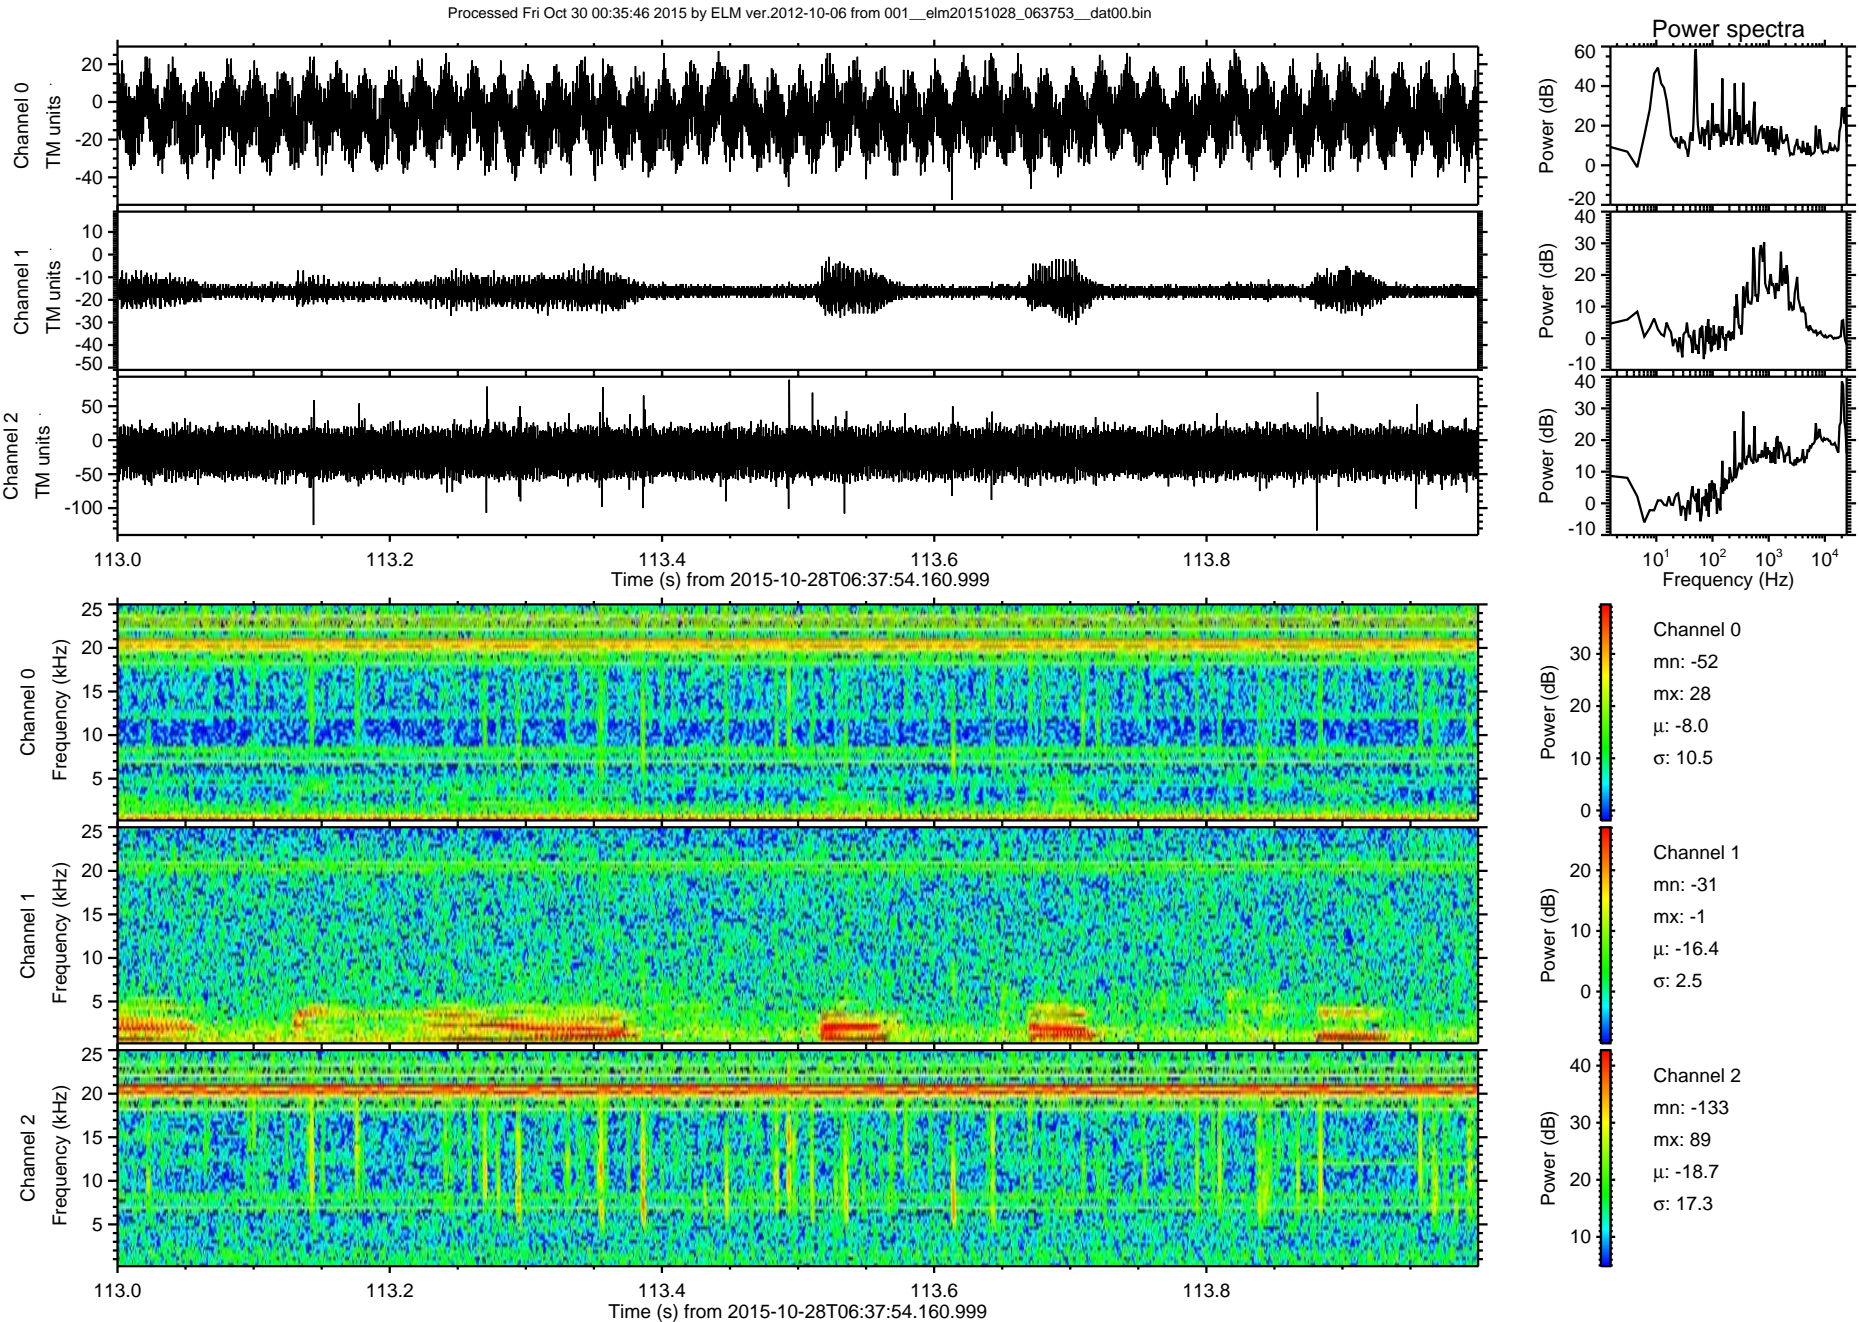 Processed Fri Oct 30 00:35:46 2015 by ELM ver.2012-10-06 from 001__elm20151028_063753__dat00.bin
Power spectra
Channel 0
TM units
20
0
-20
-40
Power (dB)
60
40
20
0
-20
Channel 1
TM units
10
0
-10
-20
-30
-40
-50
Power (dB)
40
30
20
10
0
-10
Channel 2
TM units
50
0
-50
-100
Power (dB)
40
30
20
10
0
-10
113.0 113.2 113.4 113.6 113.8
Time (s) from 2015-10-28T06:37:54.160.999
10^1 10^2 10^3 10^4
Frequency (Hz)
Channel 0
Frequency (kHz)
25
20
15
10
5
Power (dB)
30
20
10
0
Channel 0
mn: -52
mx: 28
μ: -8.0
σ: 10.5
Channel 1
Frequency (kHz)
25
20
15
10
5
Power (dB)
20
10
0
Channel 1
mn: -31
mx: -1
μ: -16.4
σ: 2.5
Channel 2
Frequency (kHz)
25
20
15
10
5
Power (dB)
40
30
20
10
Channel 2
mn: -133
mx: 89
μ: -18.7
σ: 17.3
113.0 113.2 113.4 113.6 113.8
Time (s) from 2015-10-28T06:37:54.160.999